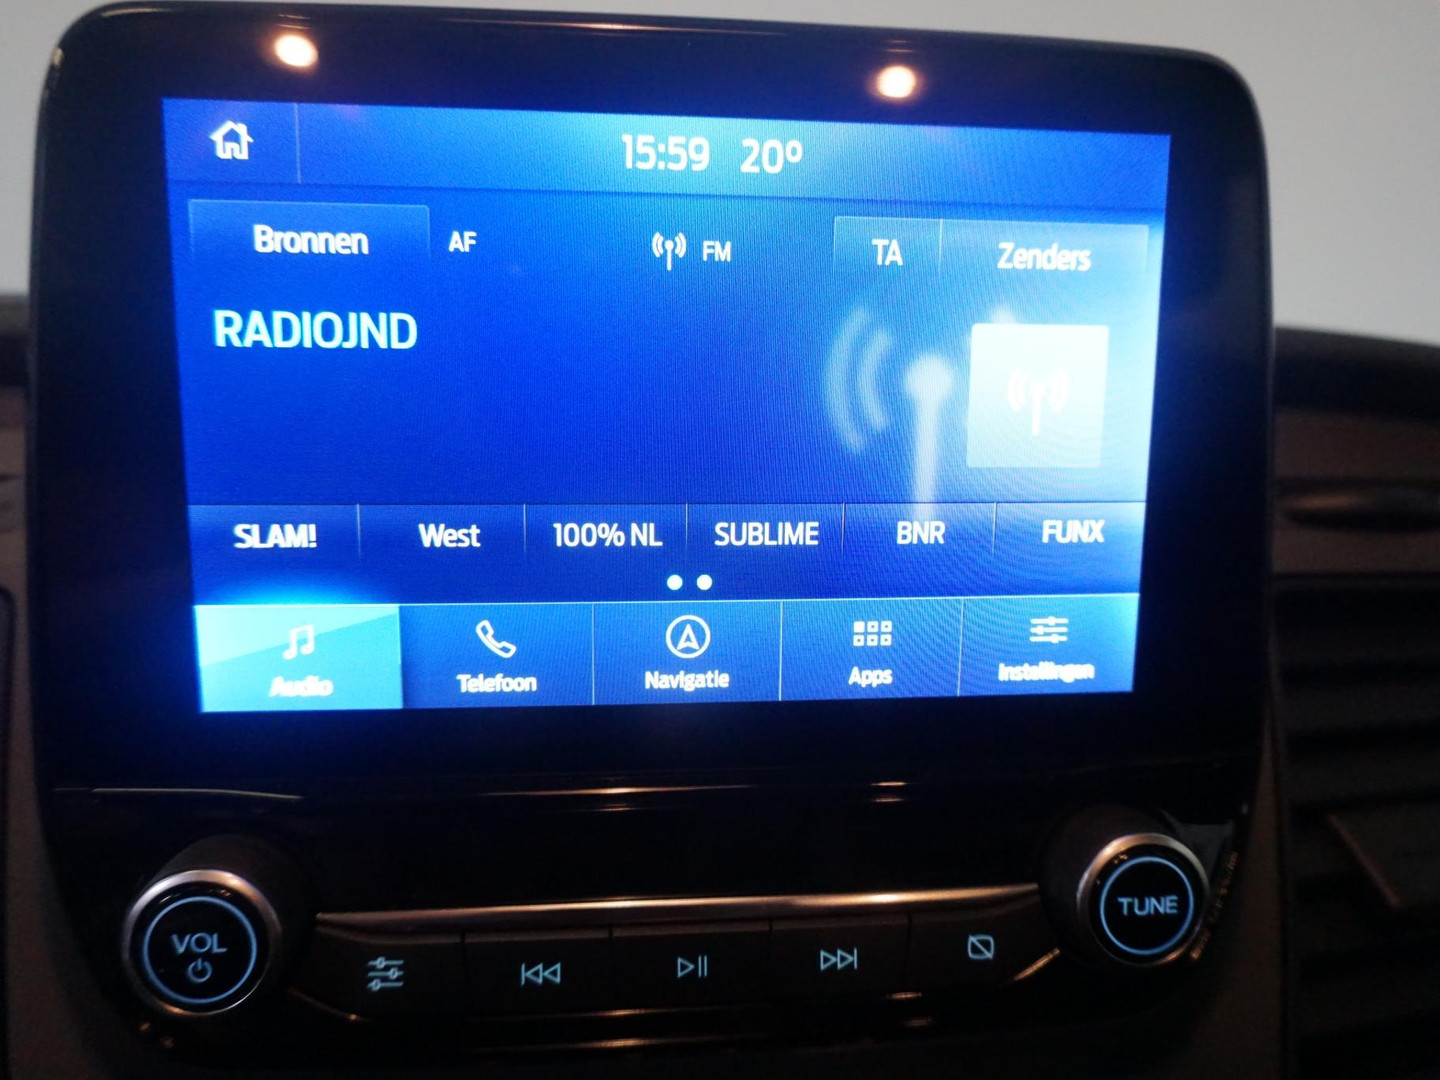 15:59 20º
Bronnen AF FM TA Zenders
RADIOJND
SLAM! West 100% NL SUBLIME BNR FUNX
Audio Telefoon Navigatie Apps Instellingen
VOL TUNE